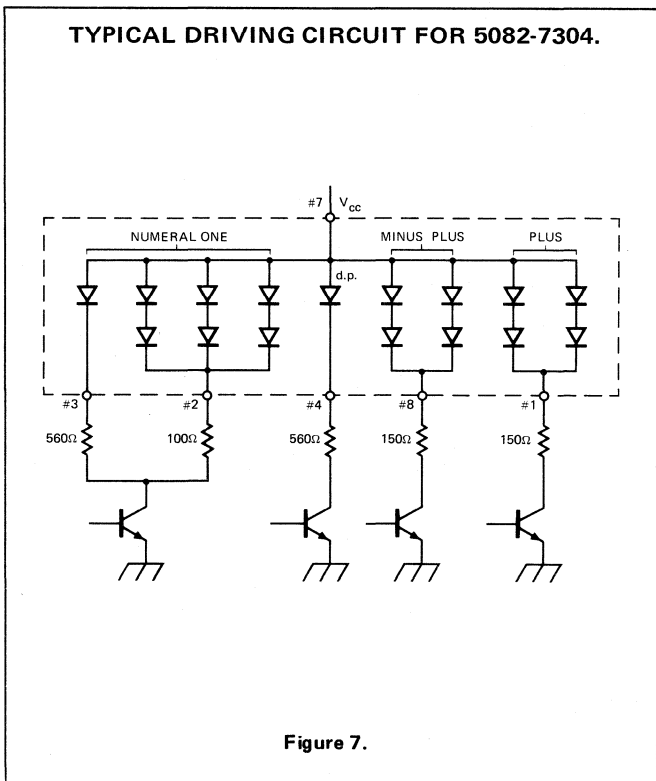 TYPICAL DRIVING CIRCUIT FOR 5082-7304.
#7 Vcc
NUMERAL ONE
MINUS PLUS
PLUS
d.p.
#3
#2
#4
#8
#1
560Ω
100Ω
560Ω
150Ω
150Ω
Figure 7.